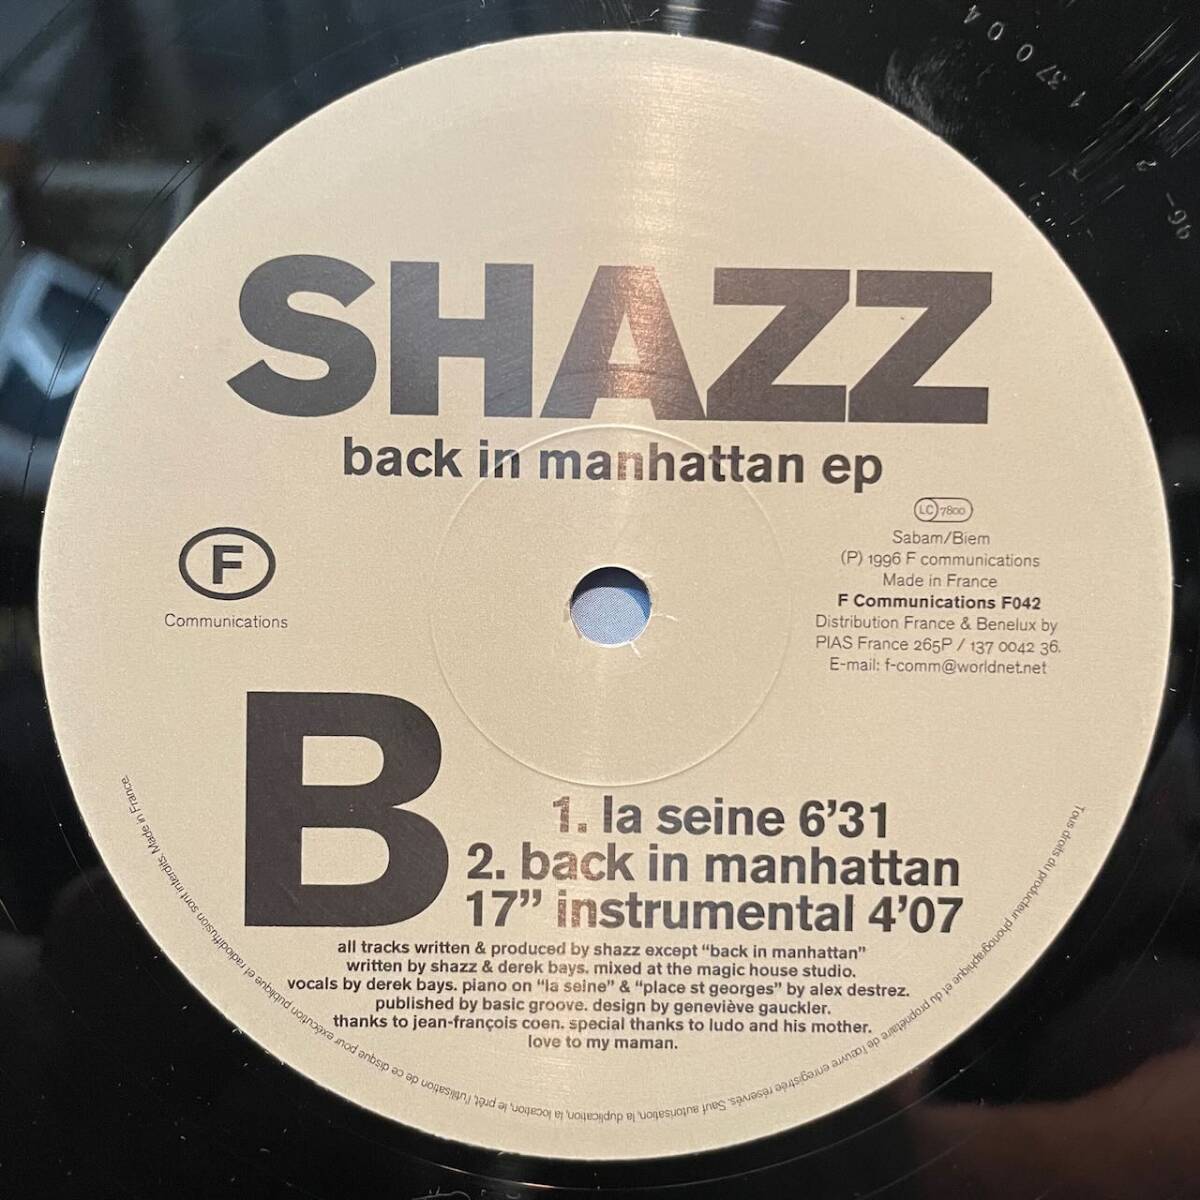 1 37 0 0 4
96-
2
SHAZZ
back in manhattan ep
LC 7800
Sabam/Biem
(P) 1996 F communications
Made in France
F Communications F042
Distribution France & Benelux by
PIAS France 265P / 137 0042 36.
E-mail: f-comm@worldnet.net
F
Communications
B
1. la seine 6’31
2. back in manhattan
17” instrumental 4’07
all tracks written & produced by shazz except “back in manhattan”
written by shazz & derek bays. mixed at the magic house studio.
vocals by derek bays. piano on “la seine” & “place st georges” by alex destrez.
published by basic groove. design by geneviève gauckler.
thanks to jean-françois coen. special thanks to ludo and his mother.
love to my maman.
Tous droits du producteur phonographique et du propriétaire de l’œuvre enregistrée réservés. Sauf autorisation, la duplication, la location, le prêt, l’utilisation de ce disque pour exécution publique et radiodiffusion sont interdits. Made in France.